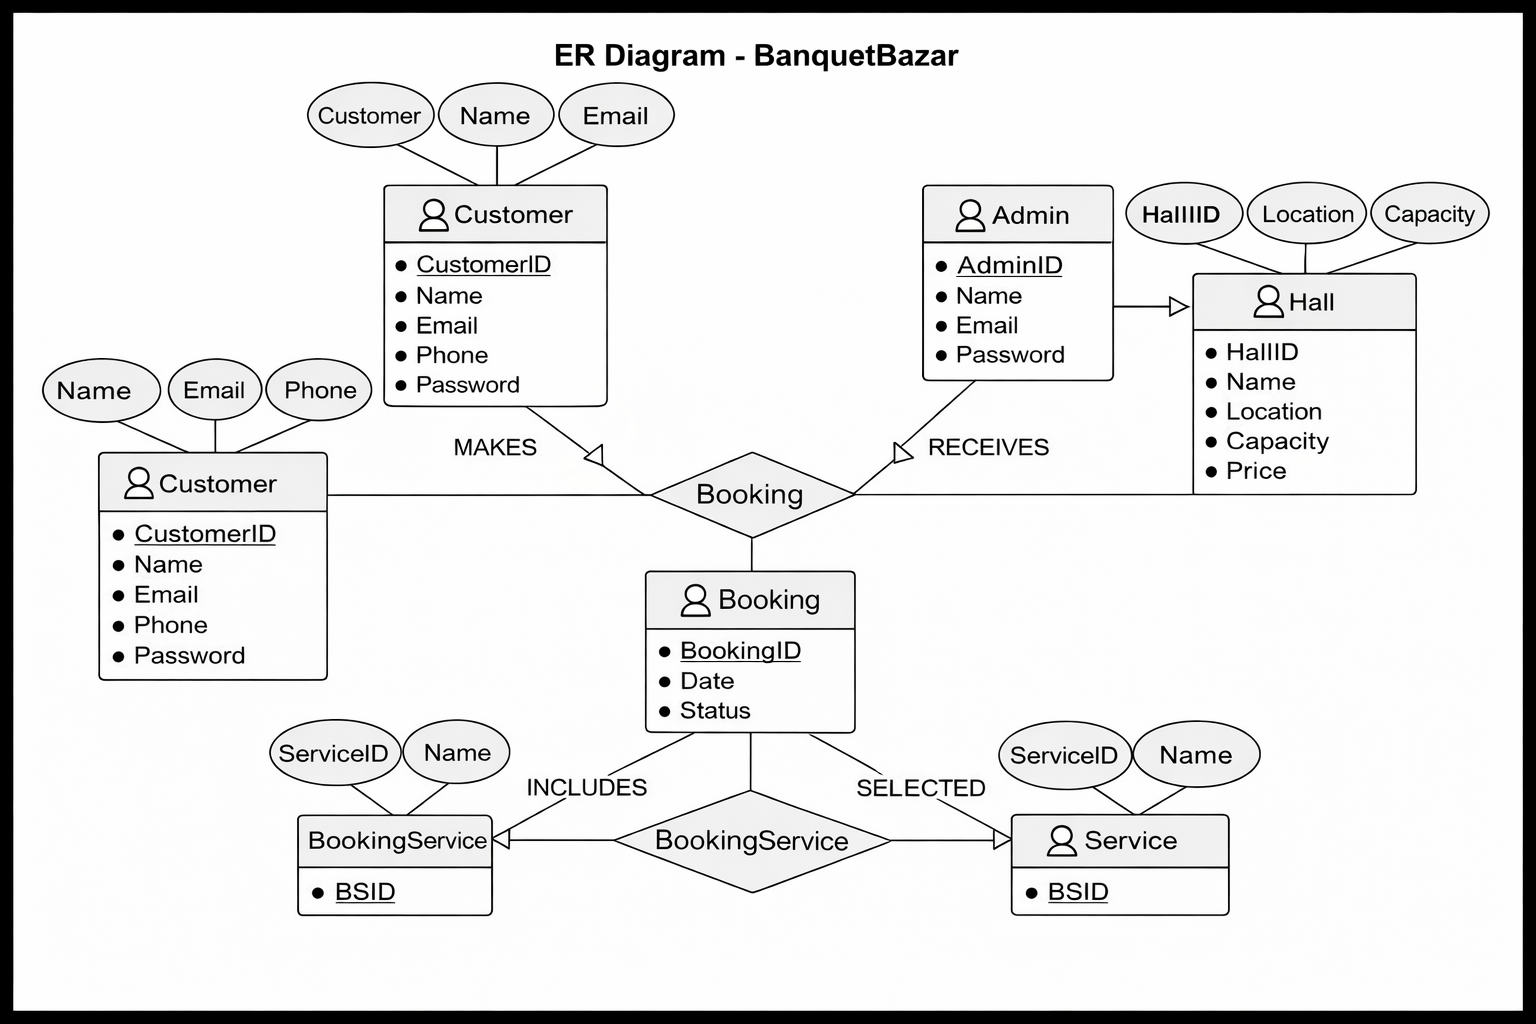 ER Diagram - BanquetBazar
Customer
Name
Email
Customer
• CustomerID
• Name
• Email
• Phone
• Password
Admin
• AdminID
• Name
• Email
• Password
HallIID
Location
Capacity
Hall
• HallID
• Name
• Location
• Capacity
• Price
Name
Email
Phone
Customer
• CustomerID
• Name
• Email
• Phone
• Password
MAKES
RECEIVES
Booking
Booking
• BookingID
• Date
• Status
ServiceID
Name
INCLUDES
SELECTED
ServiceID
Name
BookingService
• BSID
BookingService
Service
• BSID